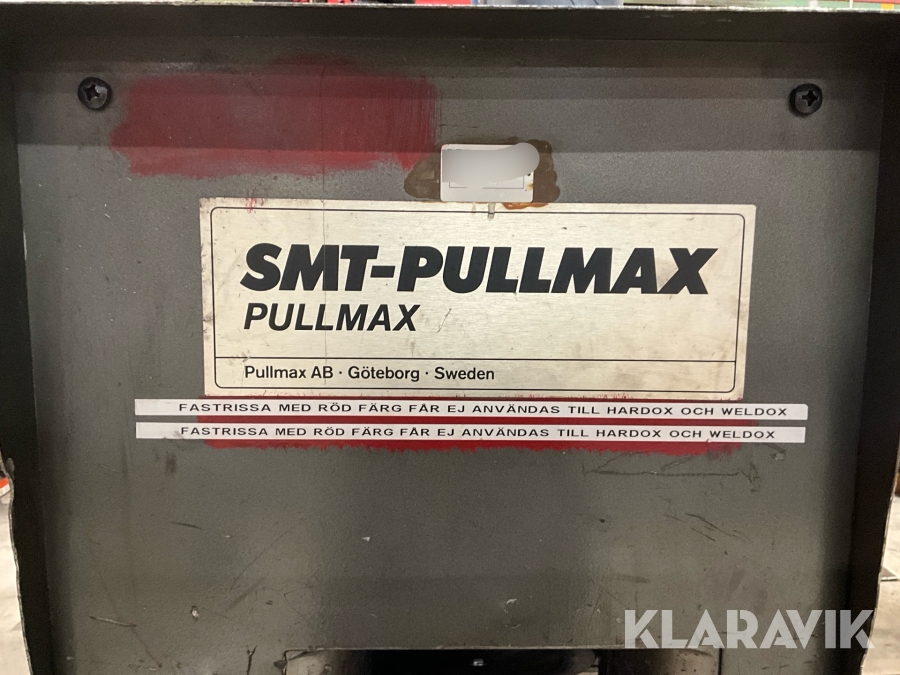 SMT-PULLMAX
PULLMAX
Pullmax AB · Göteborg · Sweden
FASTRISSA MED RÖD FÄRG FÅR EJ ANVÄNDAS TILL HARDOX OCH WELDOX
FASTRISSA MED RÖD FÄRG FÅR EJ ANVÄNDAS TILL HARDOX OCH WELDOX
KLARAVIK